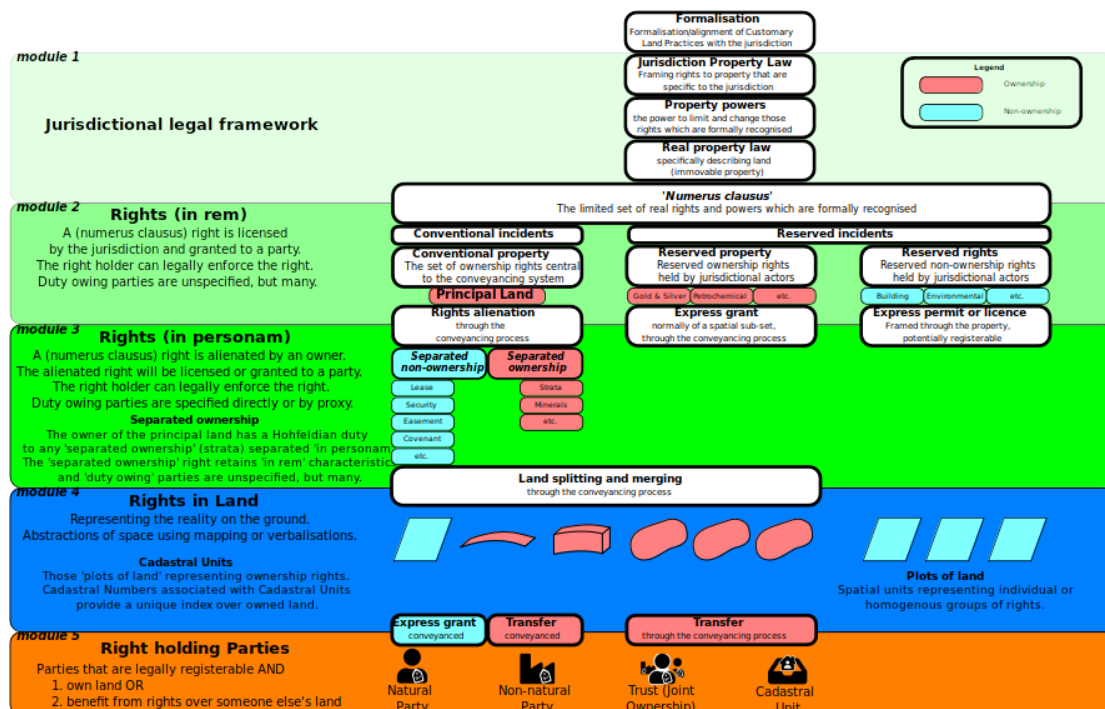 Formalisation
Formalisation/alignment of Customary
Land Practices with the jurisdiction
module 1
Jurisdiction Property Law
Framing rights to property that are
specific to the jurisdiction
Legend
Ownership
Non-ownership
Property powers
the power to limit and change those
rights which are formally recognised
Jurisdictional legal framework
Real property law
specifically describing land
(immovable property)
'Numerus clausus'
The limited set of real rights and powers which are formally recognised
module 2
Rights (in rem)
A (numerus clausus) right is licensed
by the jurisdiction and granted to a party.
The right holder can legally enforce the right.
Duty owing parties are unspecified, but many.
Conventional incidents
Reserved incidents
Conventional property
The set of ownership rights central
to the conveyancing system
Reserved property
Reserved ownership rights
held by jurisdictional actors
Reserved rights
Reserved non-ownership rights
held by jurisdictional actors
Principal Land
Gold & Silver
Petrochemical
etc.
Building
Environmental
etc.
Rights alienation
through the
conveyancing process
Express grant
normally of a spatial sub-set,
through the conveyancing process
Express permit or licence
Framed through the property,
potentially registerable
module 3
Rights (in personam)
A (numerus clausus) right is alienated by an owner.
The alienated right will be licensed or granted to a party.
The right holder can legally enforce the right.
Duty owing parties are specified directly or by proxy.
Separated ownership
The owner of the principal land has a Hohfeldian duty
to any 'separated ownership' (strata) separated 'in personam
The 'separated ownership' right retains 'in rem' characteristic
and 'duty owing' parties are unspecified, but many.
Separated
non-ownership
Separated
ownership
Lease
Security
Easement
Covenant
etc.
Strata
Minerals
etc.
Land splitting and merging
through the conveyancing process
module 4
Rights in Land
Representing the reality on the ground.
Abstractions of space using mapping or verbalisations.
Cadastral Units
Those 'plots of land' representing ownership rights.
Cadastral Numbers associated with Cadastral Units
provide a unique index over owned land.
Plots of land
Spatial units representing individual or
homogenous groups of rights.
Express grant
conveyanced
Transfer
conveyanced
Transfer
through the conveyancing process
module 5
Right holding Parties
Parties that are legally registerable AND
1. own land OR
2. benefit from rights over someone else's land
Natural
Party
Non-natural
Party
Trust (Joint
Ownership)
Cadastral
Unit